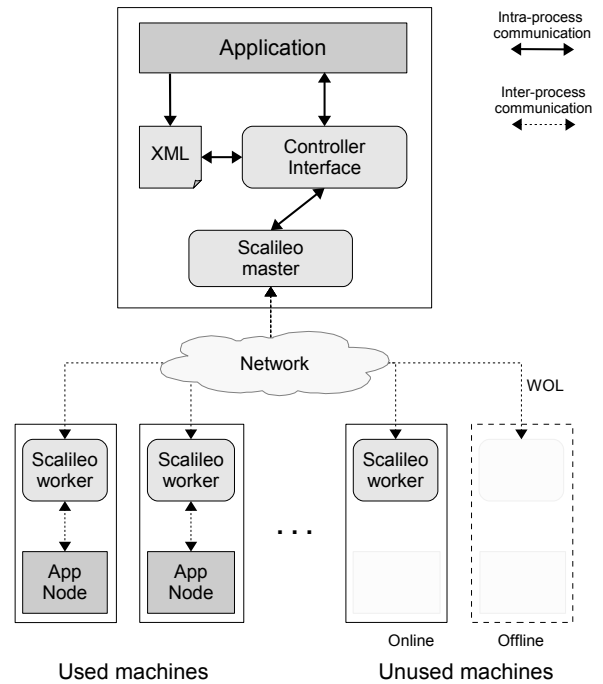 Application
Intra-process
communication
Inter-process
communication
XML
Controller
Interface
Scalileo
master
Network
WOL
Scalileo
worker
Scalileo
worker
Scalileo
worker
. . .
App
Node
App
Node
Online
Offline
Used machines
Unused machines